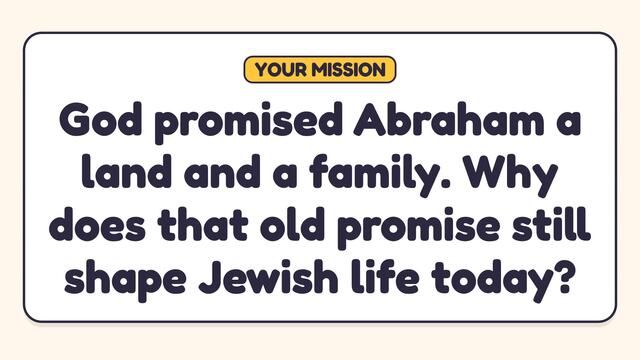 YOUR MISSION
God promised Abraham a
land and a family. Why
does that old promise still
shape Jewish life today?